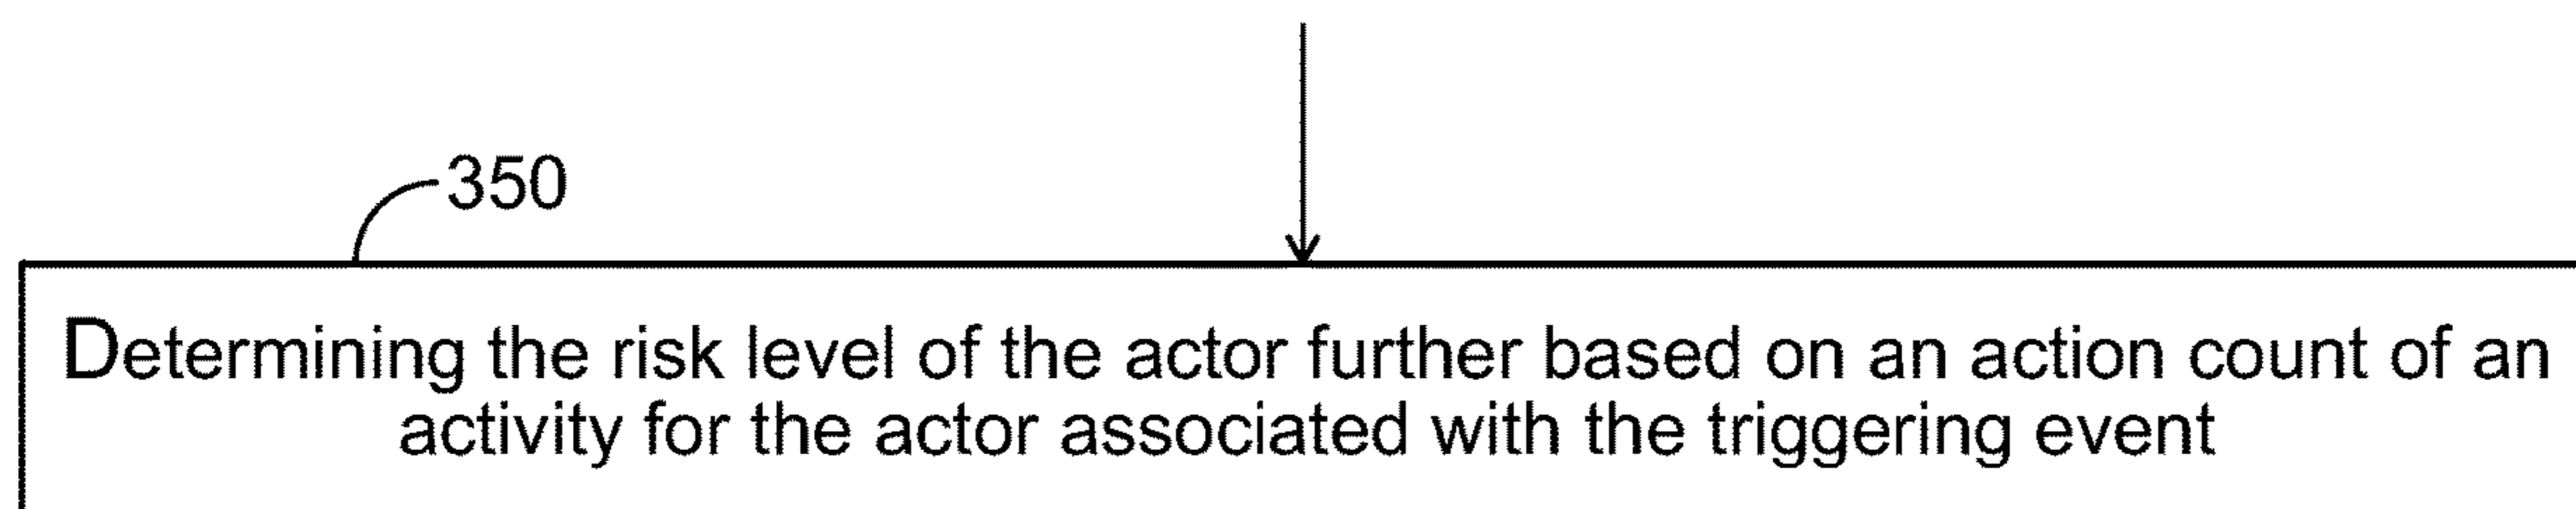 350
Determining the risk level of the actor further based on an action count of an
activity for the actor associated with the triggering event